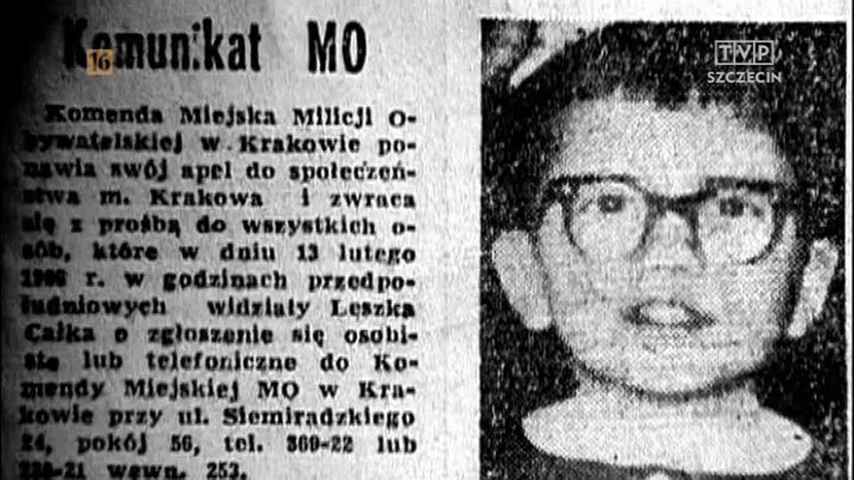 Komunikat MO
16
TVP
SZCZECIN
Komenda Miejska Milicji O-
bywatelskiej w Krakowie po-
nawia swój apel do społeczeń-
stwa m. Krakowa i zwraca
się z prośbą do wszystkich o-
sób, które w dniu 13 lutego
1966 r. w godzinach przedpo-
łudniowych widziały Leszka
Całka o zgłoszenie się osobi-
ste lub telefoniczne do Ko-
mendy Miejskiej MO w Kra-
kowie przy ul. Siemiradzkiego
24, pokój 56, tel. 369-22 lub
wewn. 253.